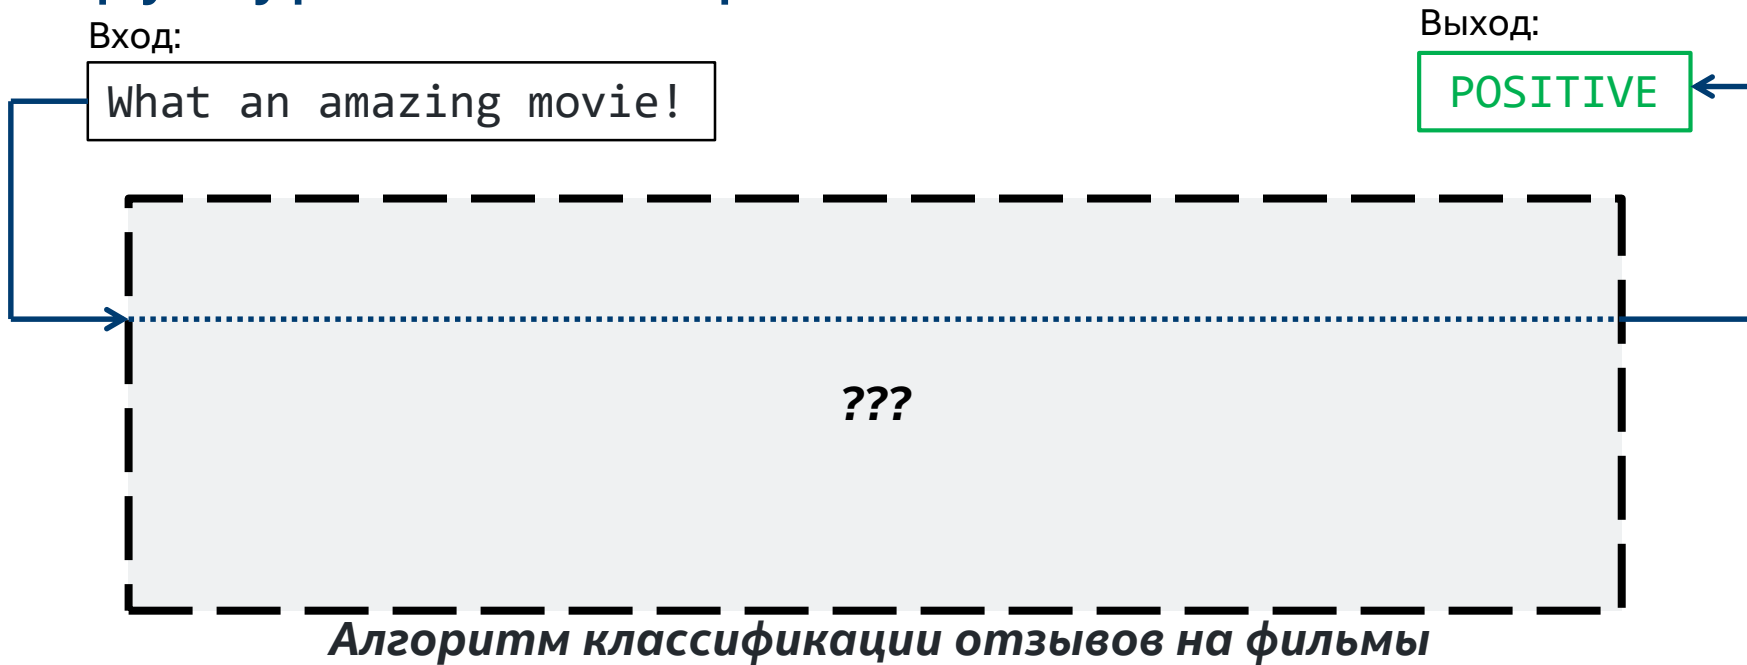 Вход:
What an amazing movie!
Выход:
POSITIVE
???
Алгоритм классификации отзывов на фильмы